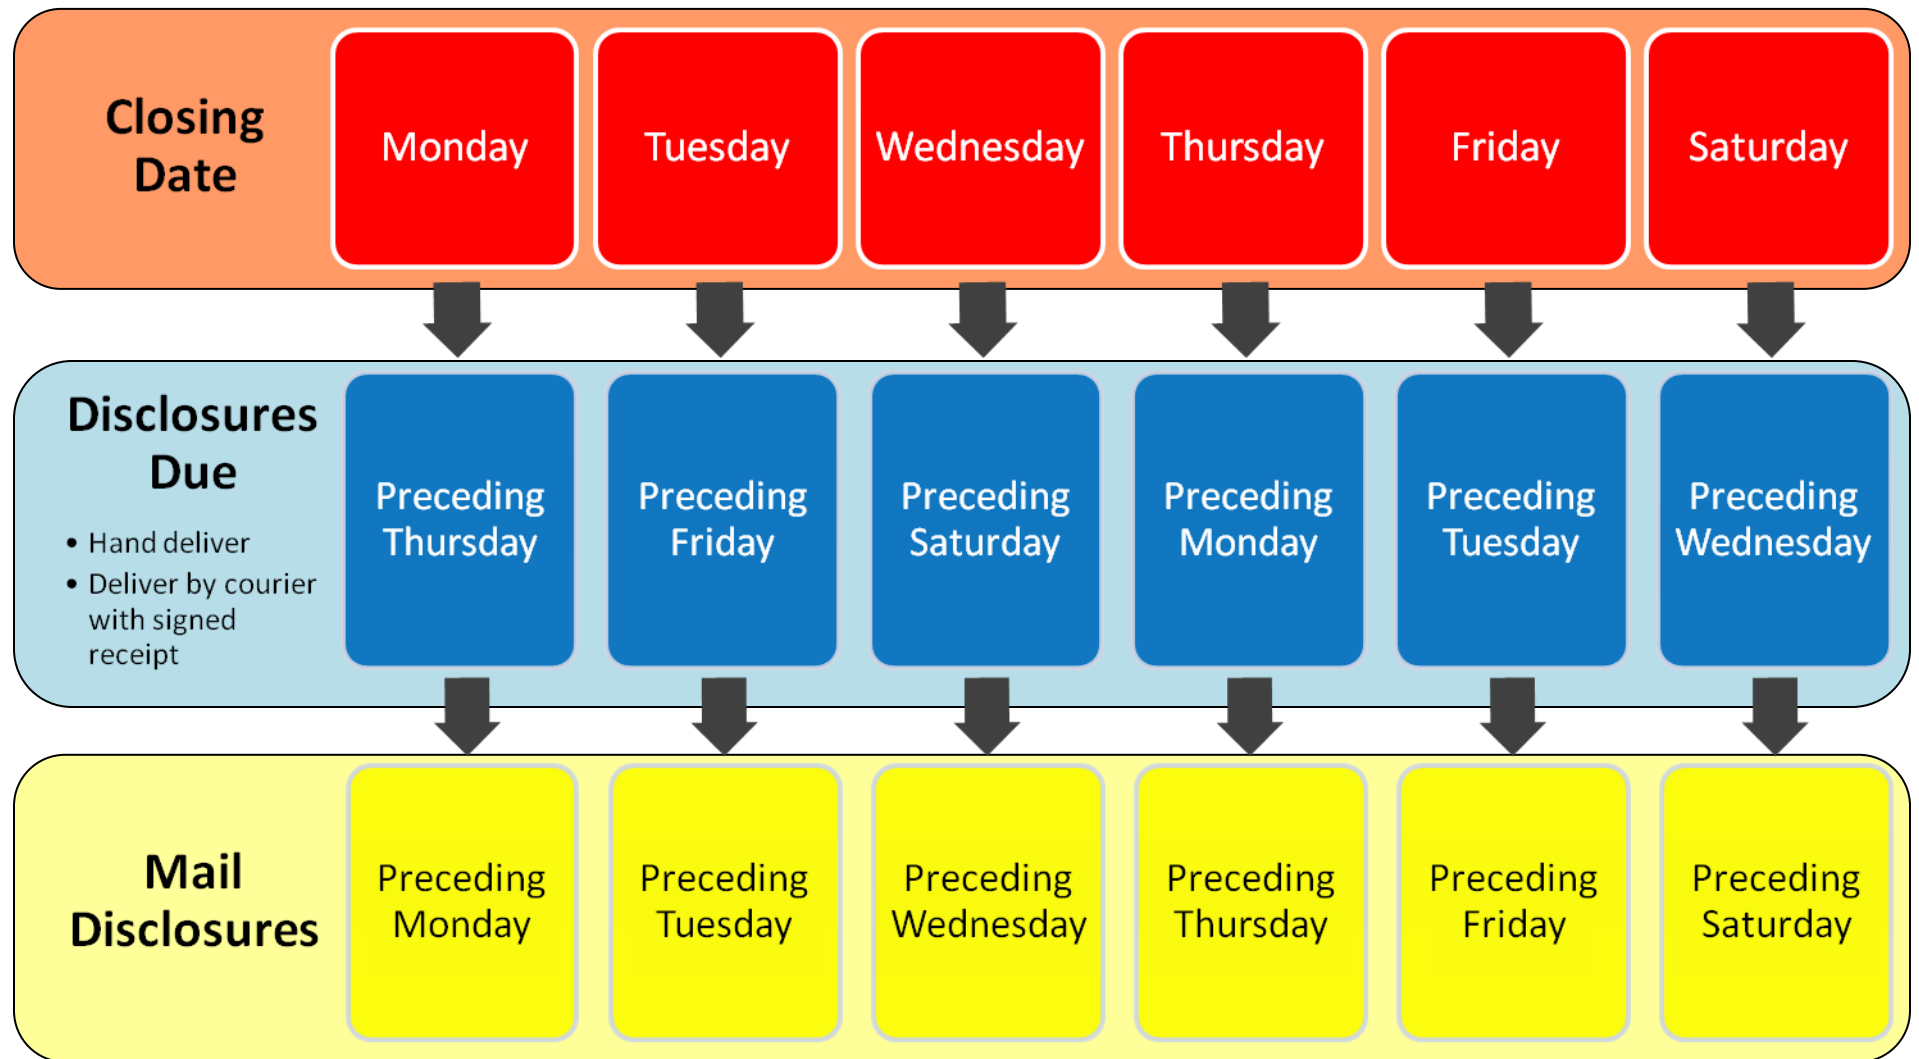 Closing
Date
Monday
Tuesday
Wednesday
Thursday
Friday
Saturday
Disclosures
Due
• Hand deliver
• Deliver by courier
with signed
receipt
Preceding
Thursday
Preceding
Friday
Preceding
Saturday
Preceding
Monday
Preceding
Tuesday
Preceding
Wednesday
Mail
Disclosures
Preceding
Monday
Preceding
Tuesday
Preceding
Wednesday
Preceding
Thursday
Preceding
Friday
Preceding
Saturday